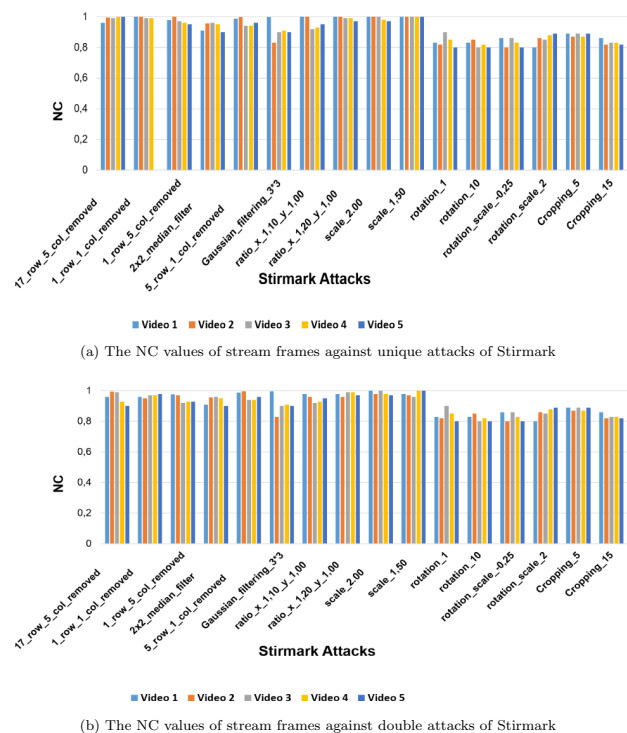 1
0,8
0,6
0,4
0,2
0
NC
17_row_5_col_removed
1_row_1_col_removed
1_row_5_col_removed
2x2_median_filter
5_row_1_col_removed
Gaussian_filtering_3*3
ratio_x_1,10_y_1,00
ratio_x_1,20_y_1,00
scale_2.00
scale_1,50
rotation_1
rotation_10
rotation_scale_-0,25
rotation_scale_2
Cropping_5
Cropping_15
Stirmark Attacks
Video 1 Video 2 Video 3 Video 4 Video 5
(a) The NC values of stream frames against unique attacks of Stirmark
1
0,8
0,6
0,4
0,2
0
NC
17_row_5_col_removed
1_row_1_col_removed
1_row_5_col_removed
2x2_median_filter
5_row_1_col_removed
Gaussian_filtering_3*3
ratio_x_1,10_y_1,00
ratio_x_1,20_y_1,00
scale_2.00
scale_1,50
rotation_1
rotation_10
rotation_scale_-0,25
rotation_scale_2
Cropping_5
Cropping_15
Stirmark Attacks
Video 1 Video 2 Video 3 Video 4 Video 5
(b) The NC values of stream frames against double attacks of Stirmark